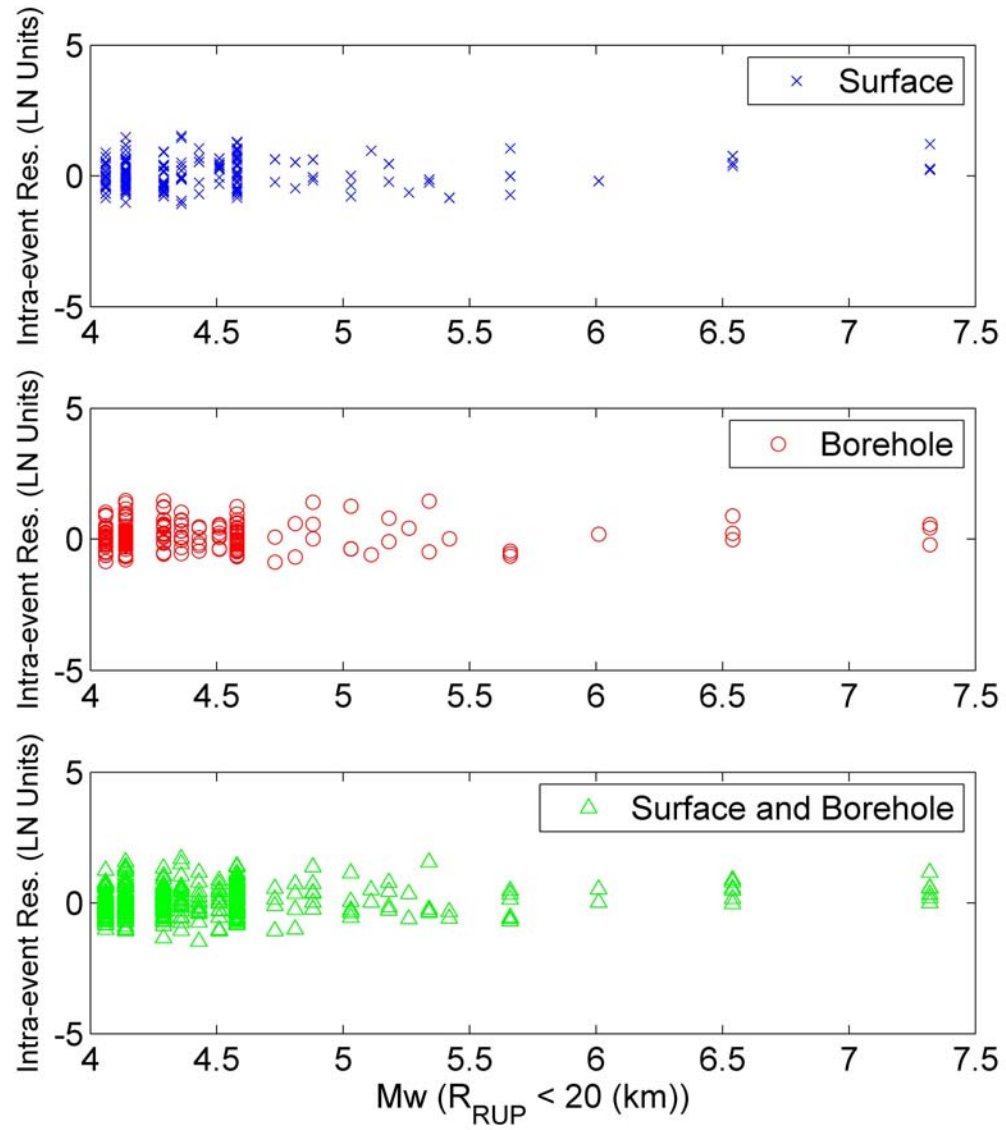 5
Surface
Intra-event Res. (LN Units)
0
-5
4 4.5 5 5.5 6 6.5 7 7.5
5
Borehole
Intra-event Res. (LN Units)
0
-5
4 4.5 5 5.5 6 6.5 7 7.5
5
Surface and Borehole
Intra-event Res. (LN Units)
0
-5
4 4.5 5 5.5 6 6.5 7 7.5
Mw (R_RUP < 20 (km))